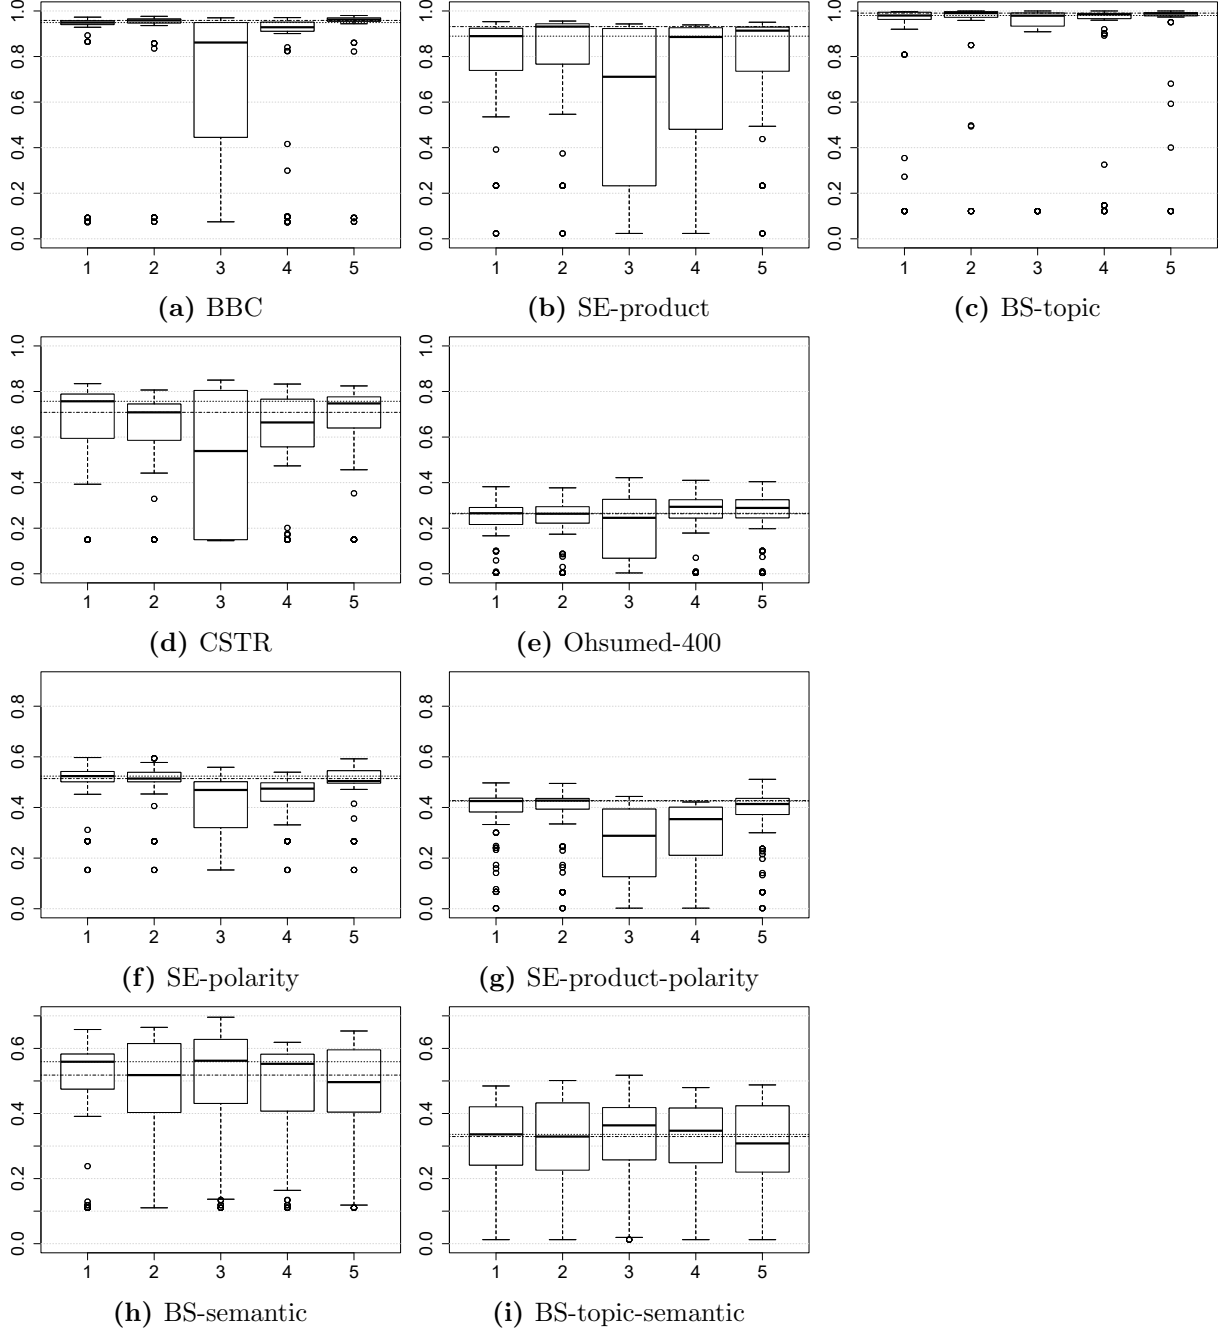 0.0 0.2 0.4 0.6 0.8 1.0
1 2 3 4 5
(a) BBC
0.0 0.2 0.4 0.6 0.8 1.0
1 2 3 4 5
(b) SE-product
0.0 0.2 0.4 0.6 0.8 1.0
1 2 3 4 5
(c) BS-topic
0.0 0.2 0.4 0.6 0.8 1.0
1 2 3 4 5
(d) CSTR
0.0 0.2 0.4 0.6 0.8 1.0
1 2 3 4 5
(e) Ohsumed-400
0.0 0.2 0.4 0.6 0.8
1 2 3 4 5
(f) SE-polarity
0.0 0.2 0.4 0.6 0.8
1 2 3 4 5
(g) SE-product-polarity
0.0 0.2 0.4 0.6
1 2 3 4 5
(h) BS-semantic
0.0 0.2 0.4 0.6
1 2 3 4 5
(i) BS-topic-semantic